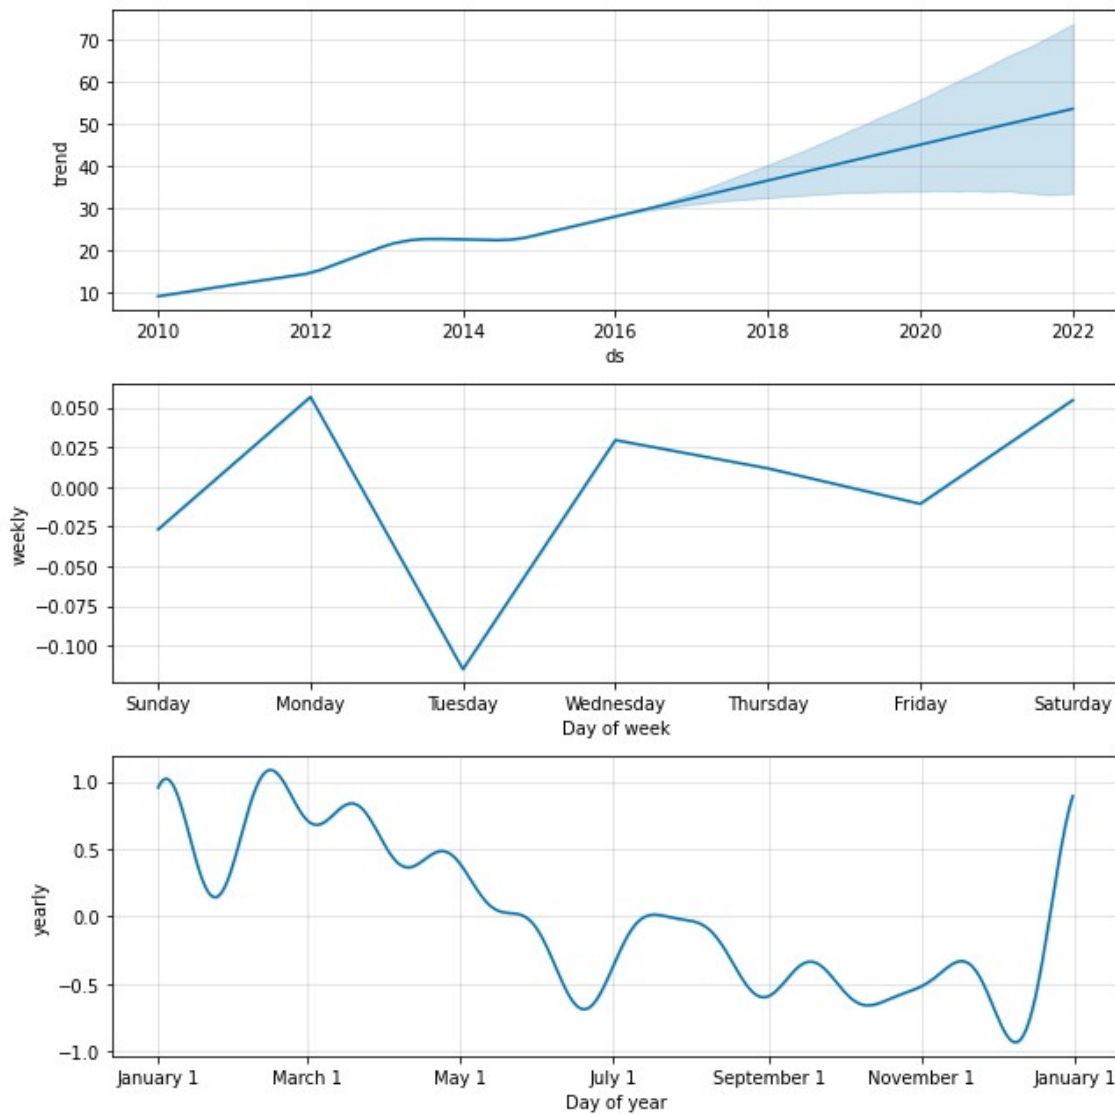 trend
70
60
50
40
30
20
10
2010 2012 2014 2016 2018 2020 2022
ds
weekly
0.050
0.025
0.000
−0.025
−0.050
−0.075
−0.100
Sunday Monday Tuesday Wednesday Thursday Friday Saturday
Day of week
yearly
1.0
0.5
0.0
−0.5
−1.0
January 1 March 1 May 1 July 1 September 1 November 1 January 1
Day of year